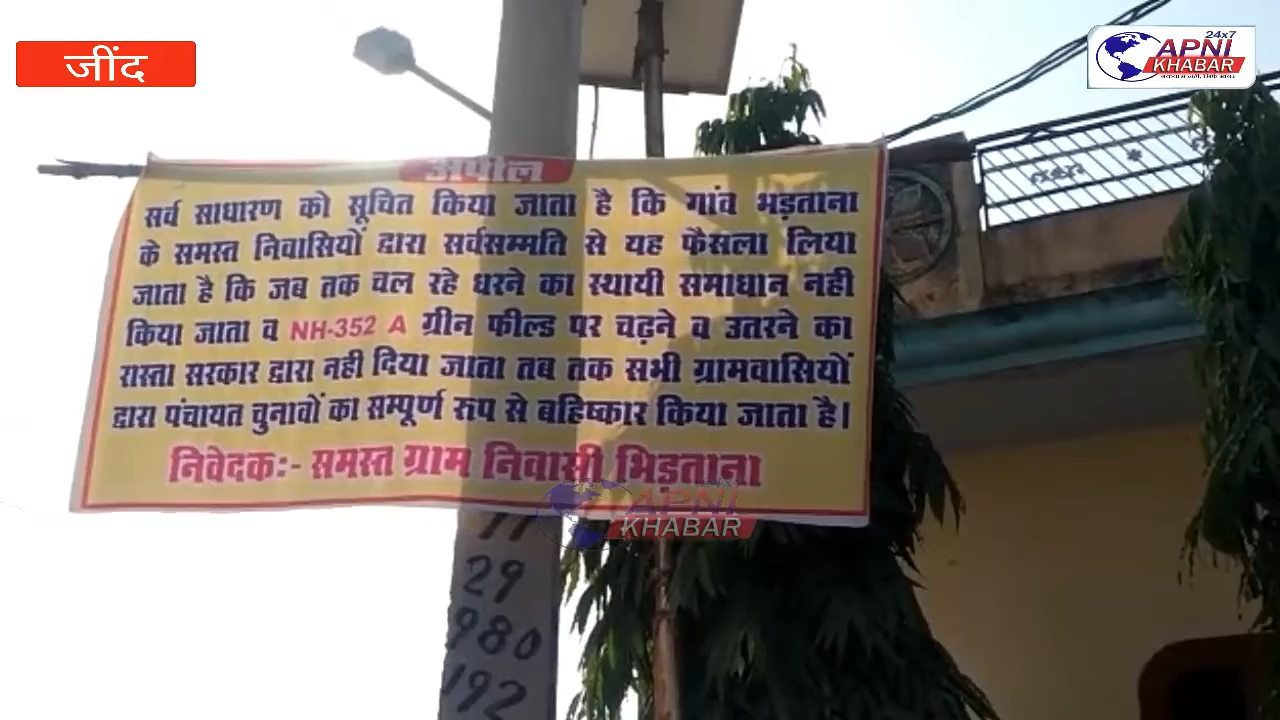 जींद
24x7
APNI
KHABAR
अपील
सर्व साधारण को सूचित किया जाता है कि गांव भड़ताना
के समस्त निवासियों द्वारा सर्वसम्मति से यह फैसला लिया
जाता है कि जब तक चल रहे धरने का स्थायी समाधान नही
किया जाता व NH-352 A ग्रीन फील्ड पर चढ़ने व उतरने का
रास्ता सरकार द्वारा नही दिया जाता तब तक सभी ग्रामवासियों
द्वारा पंचायत चुनावों का सम्पूर्ण रूप से बहिष्कार किया जाता है।
निवेदकः- समस्त ग्राम निवासी भिड़ताना
APNI
KHABAR
29
980
192